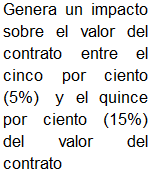 Genera un impacto
sobre el valor del
contrato entre el
cinco por ciento
(5%) y el quince
por ciento (15%)
del valor del
contrato